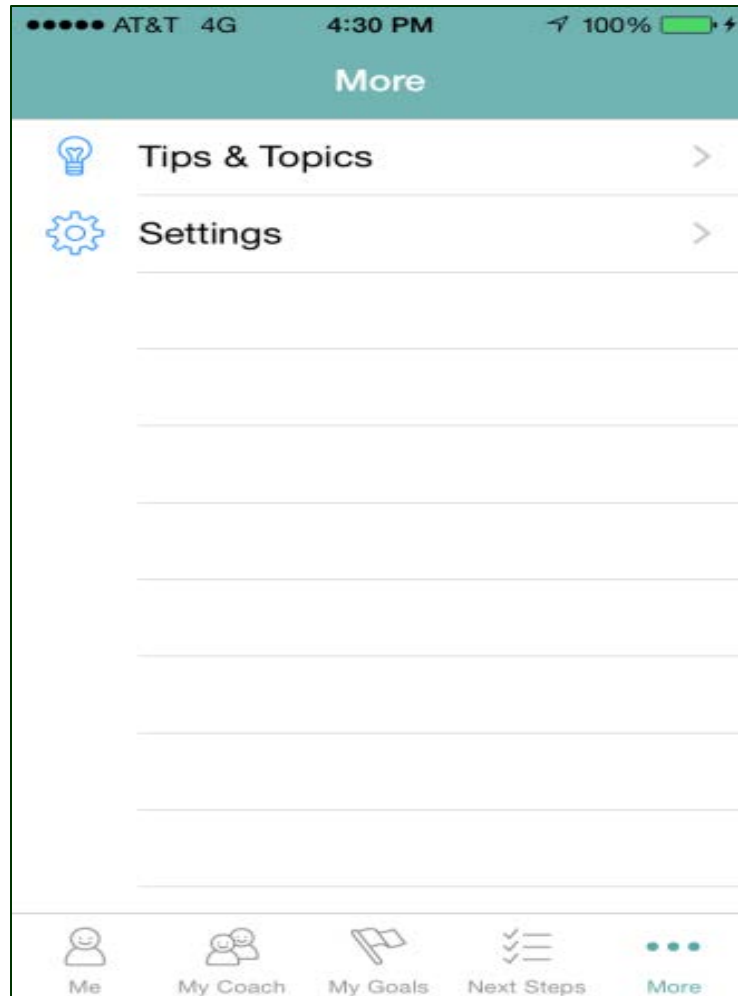 AT&T 4G 4:30 PM 100%
More
Tips & Topics
Settings
Me My Coach My Goals Next Steps More